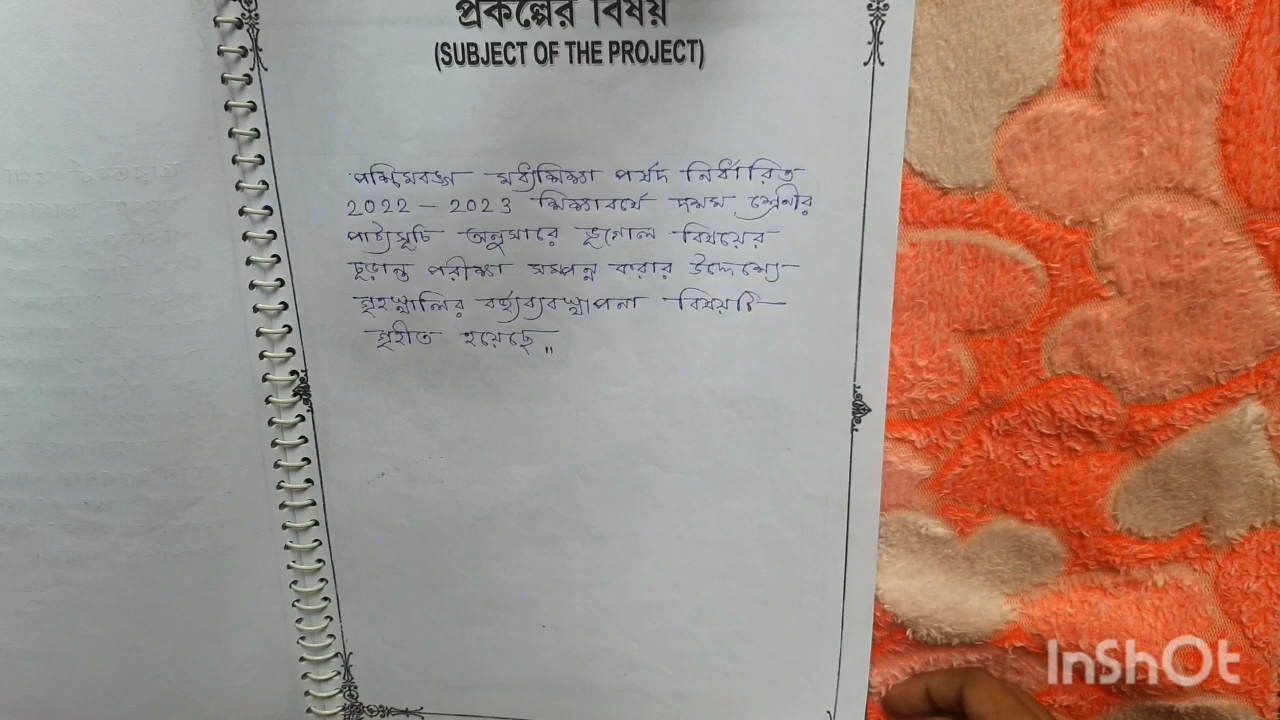 প্রকল্পের বিষয়
(SUBJECT OF THE PROJECT)
পশ্চিমবঙ্গ মধ্যশিক্ষা পর্ষদ নির্ধারিত
2022 - 2023 শিক্ষাবর্ষে দশম শ্রেণীর
পাঠ্যসূচি অনুসারে ভূগোল বিষয়ের
চূড়ান্ত পরীক্ষা সম্পন্ন করার উদ্দেশ্যে
গৃহস্থালির বর্জ্যব্যবস্থাপনা বিষয়টি
গৃহীত হয়েছে„
InShOt